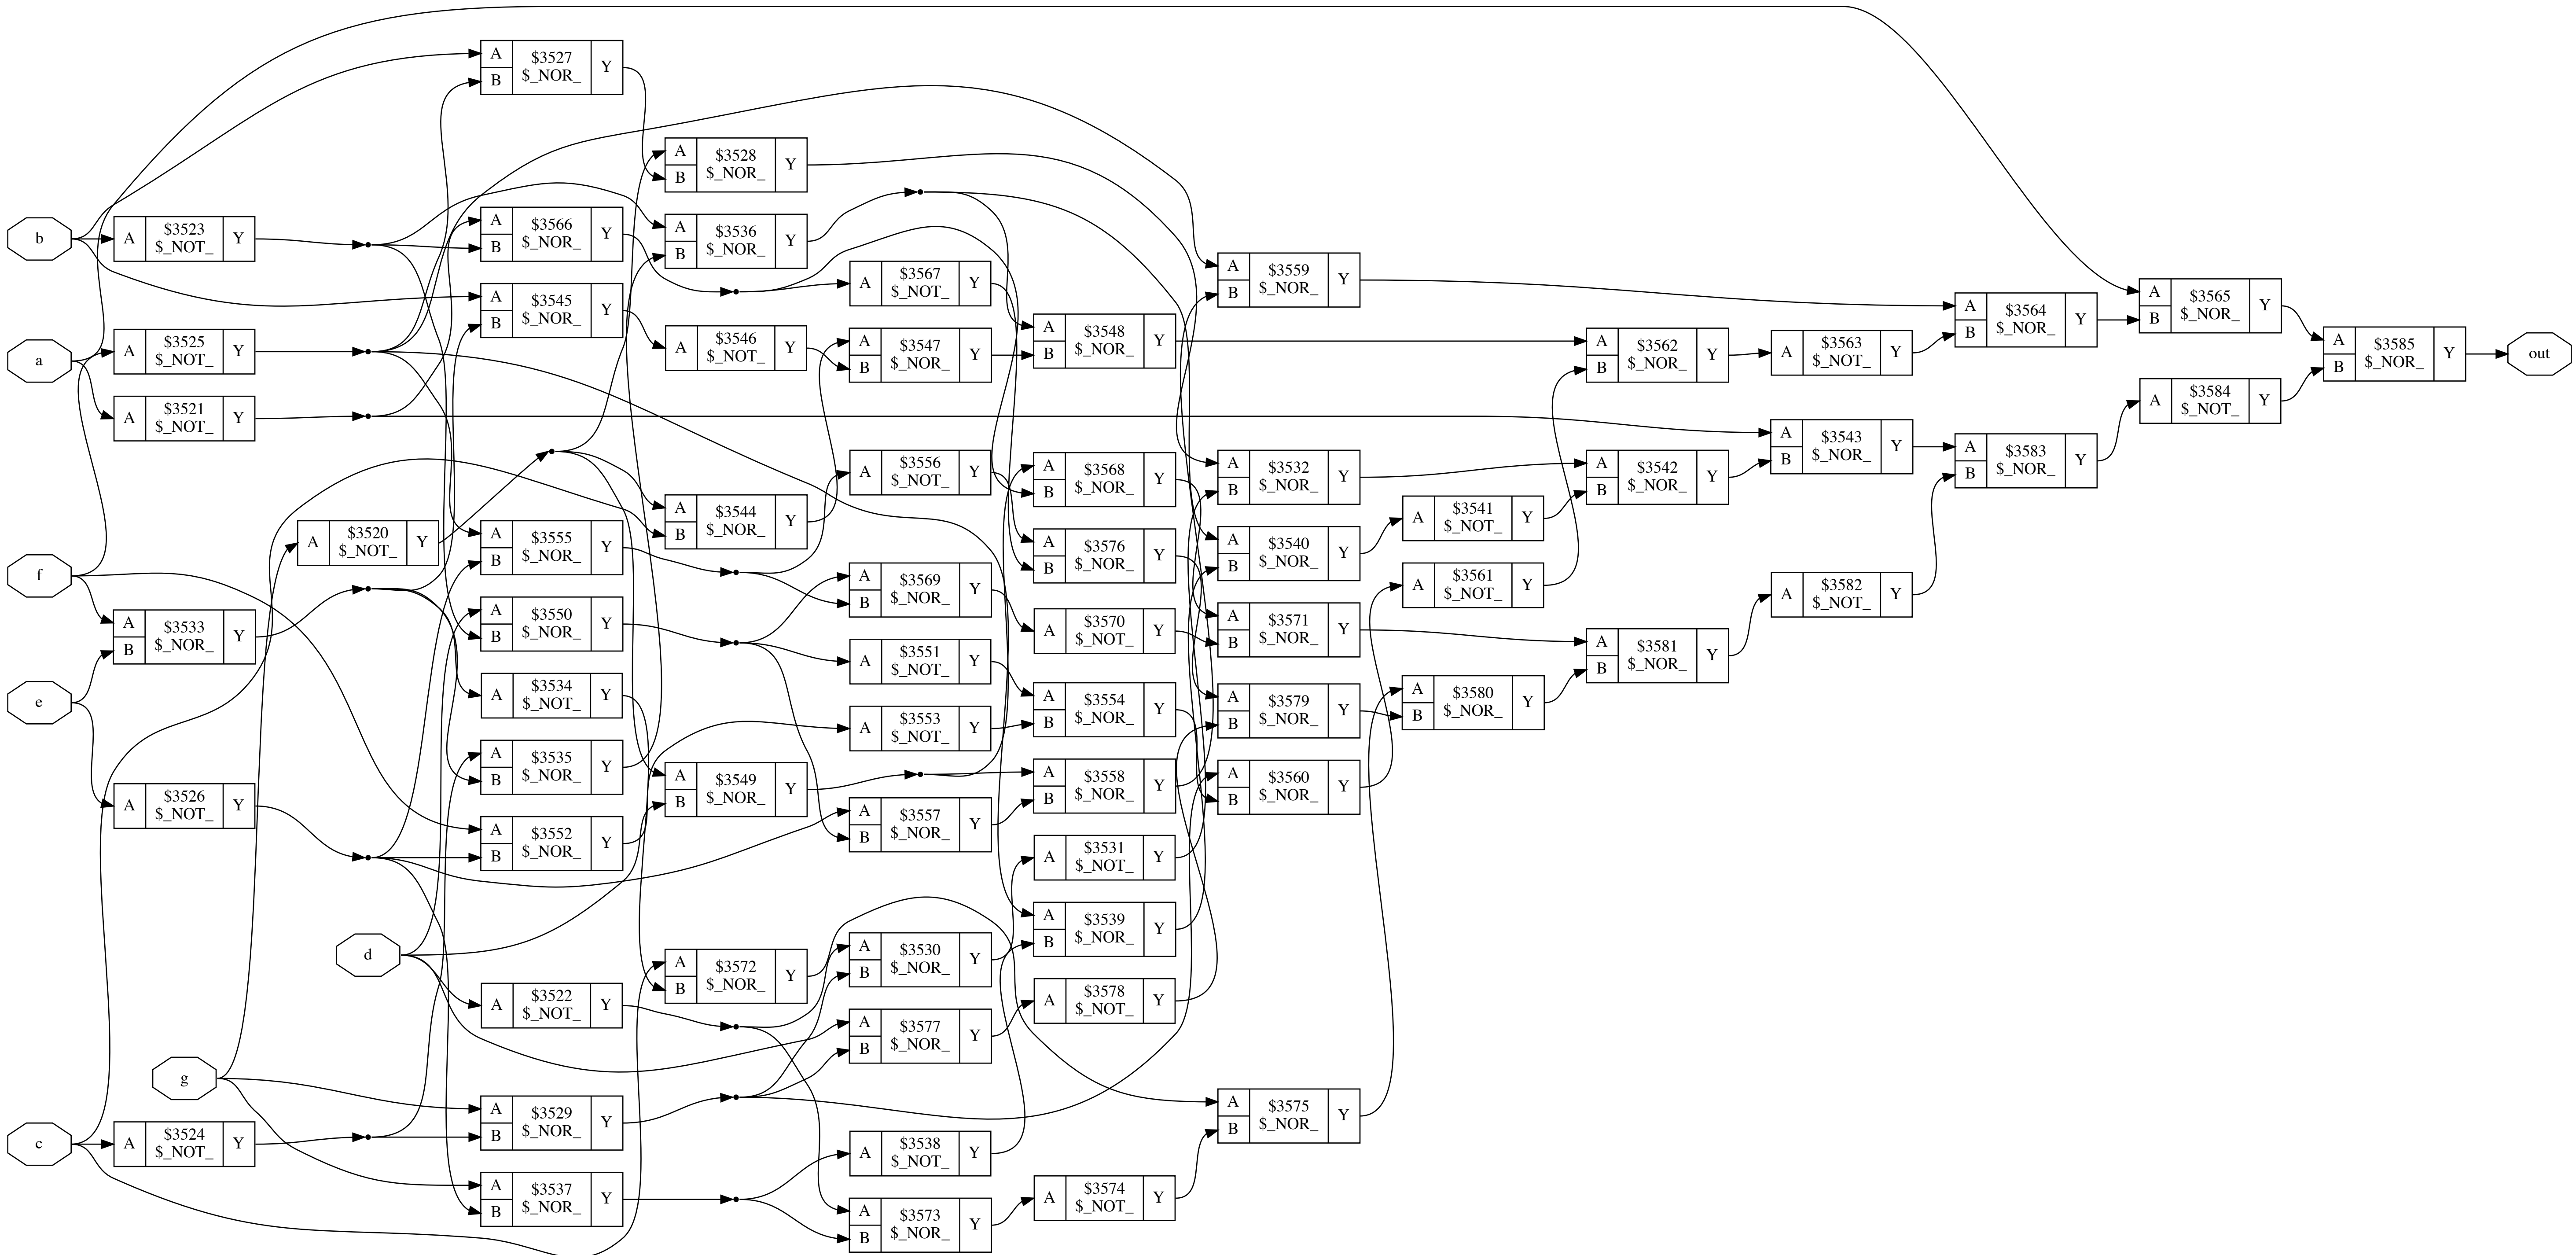 b
a
f
e
d
g
c
A $3523 Y
$_NOT_
A $3525 Y
$_NOT_
A $3521 Y
$_NOT_
A $3533 Y
B $_NOR_
A $3526 Y
$_NOT_
A $3524 Y
$_NOT_
A $3520 Y
$_NOT_
A $3527 Y
B $_NOR_
A $3566 Y
B $_NOR_
A $3545 Y
B $_NOR_
A $3555 Y
B $_NOR_
A $3550 Y
B $_NOR_
A $3534 Y
$_NOT_
A $3535 Y
B $_NOR_
A $3552 Y
B $_NOR_
A $3522 Y
$_NOT_
A $3529 Y
B $_NOR_
A $3537 Y
B $_NOR_
A $3528 Y
B $_NOR_
A $3536 Y
B $_NOR_
A $3546 Y
$_NOT_
A $3544 Y
B $_NOR_
A $3549 Y
B $_NOR_
A $3572 Y
B $_NOR_
A $3567 Y
$_NOT_
A $3547 Y
B $_NOR_
A $3556 Y
$_NOT_
A $3569 Y
B $_NOR_
A $3551 Y
$_NOT_
A $3553 Y
$_NOT_
A $3557 Y
B $_NOR_
A $3530 Y
B $_NOR_
A $3577 Y
B $_NOR_
A $3538 Y
$_NOT_
A $3573 Y
B $_NOR_
A $3548 Y
B $_NOR_
A $3568 Y
B $_NOR_
A $3576 Y
B $_NOR_
A $3570 Y
$_NOT_
A $3554 Y
B $_NOR_
A $3558 Y
B $_NOR_
A $3531 Y
$_NOT_
A $3539 Y
B $_NOR_
A $3578 Y
$_NOT_
A $3574 Y
$_NOT_
A $3559 Y
B $_NOR_
A $3532 Y
B $_NOR_
A $3540 Y
B $_NOR_
A $3571 Y
B $_NOR_
A $3579 Y
B $_NOR_
A $3560 Y
B $_NOR_
A $3575 Y
B $_NOR_
A $3541 Y
$_NOT_
A $3561 Y
$_NOT_
A $3580 Y
B $_NOR_
A $3562 Y
B $_NOR_
A $3542 Y
B $_NOR_
A $3581 Y
B $_NOR_
A $3563 Y
$_NOT_
A $3543 Y
B $_NOR_
A $3582 Y
$_NOT_
A $3564 Y
B $_NOR_
A $3583 Y
B $_NOR_
A $3565 Y
B $_NOR_
A $3584 Y
$_NOT_
A $3585 Y
B $_NOR_
out